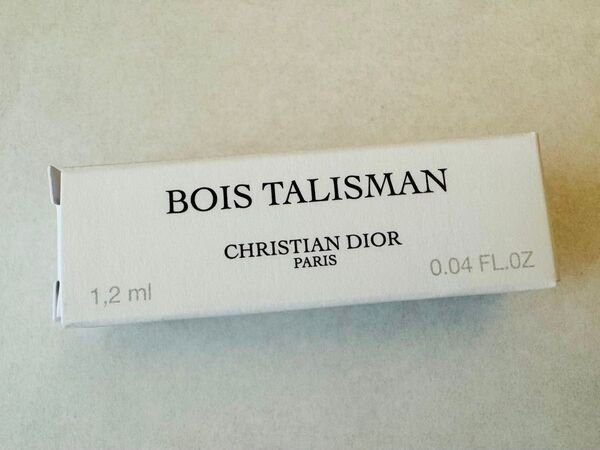 BOIS TALISMAN
CHRISTIAN DIOR
PARIS
1,2 ml
0.04 FL.OZ